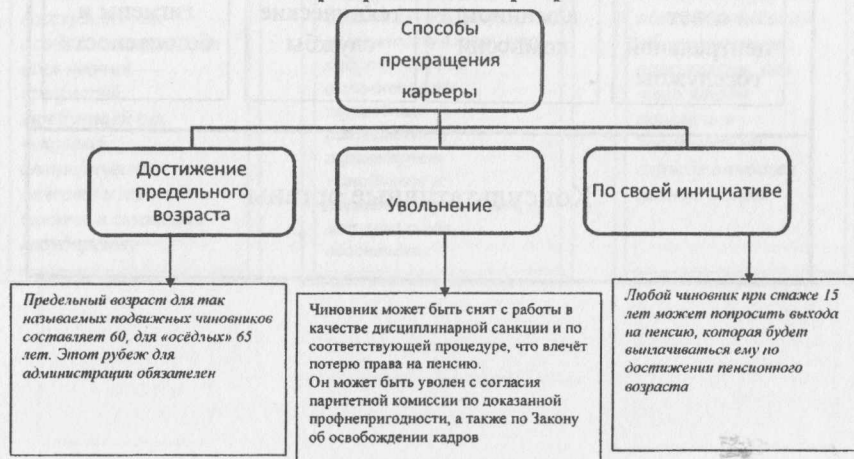 Способы
прекращения
карьеры
Достижение
предельного
возраста
Увольнение
По своей инициативе
Предельный возраст для так
называемых подвижных чиновников
составляет 60, для «осёдлых» 65
лет. Этот рубеж для
администрации обязателен
Чиновник может быть снят с работы в
качестве дисциплинарной санкции и по
соответствующей процедуре, что влечёт
потерю права на пенсию.
Он может быть уволен с согласия
паритетной комиссии по доказанной
профнепригодности, а также по Закону
об освобождении кадров
Любой чиновник при стаже 15
лет может попросить выхода
на пенсию, которая будет
выплачиваться ему по
достижении пенсионного
возраста